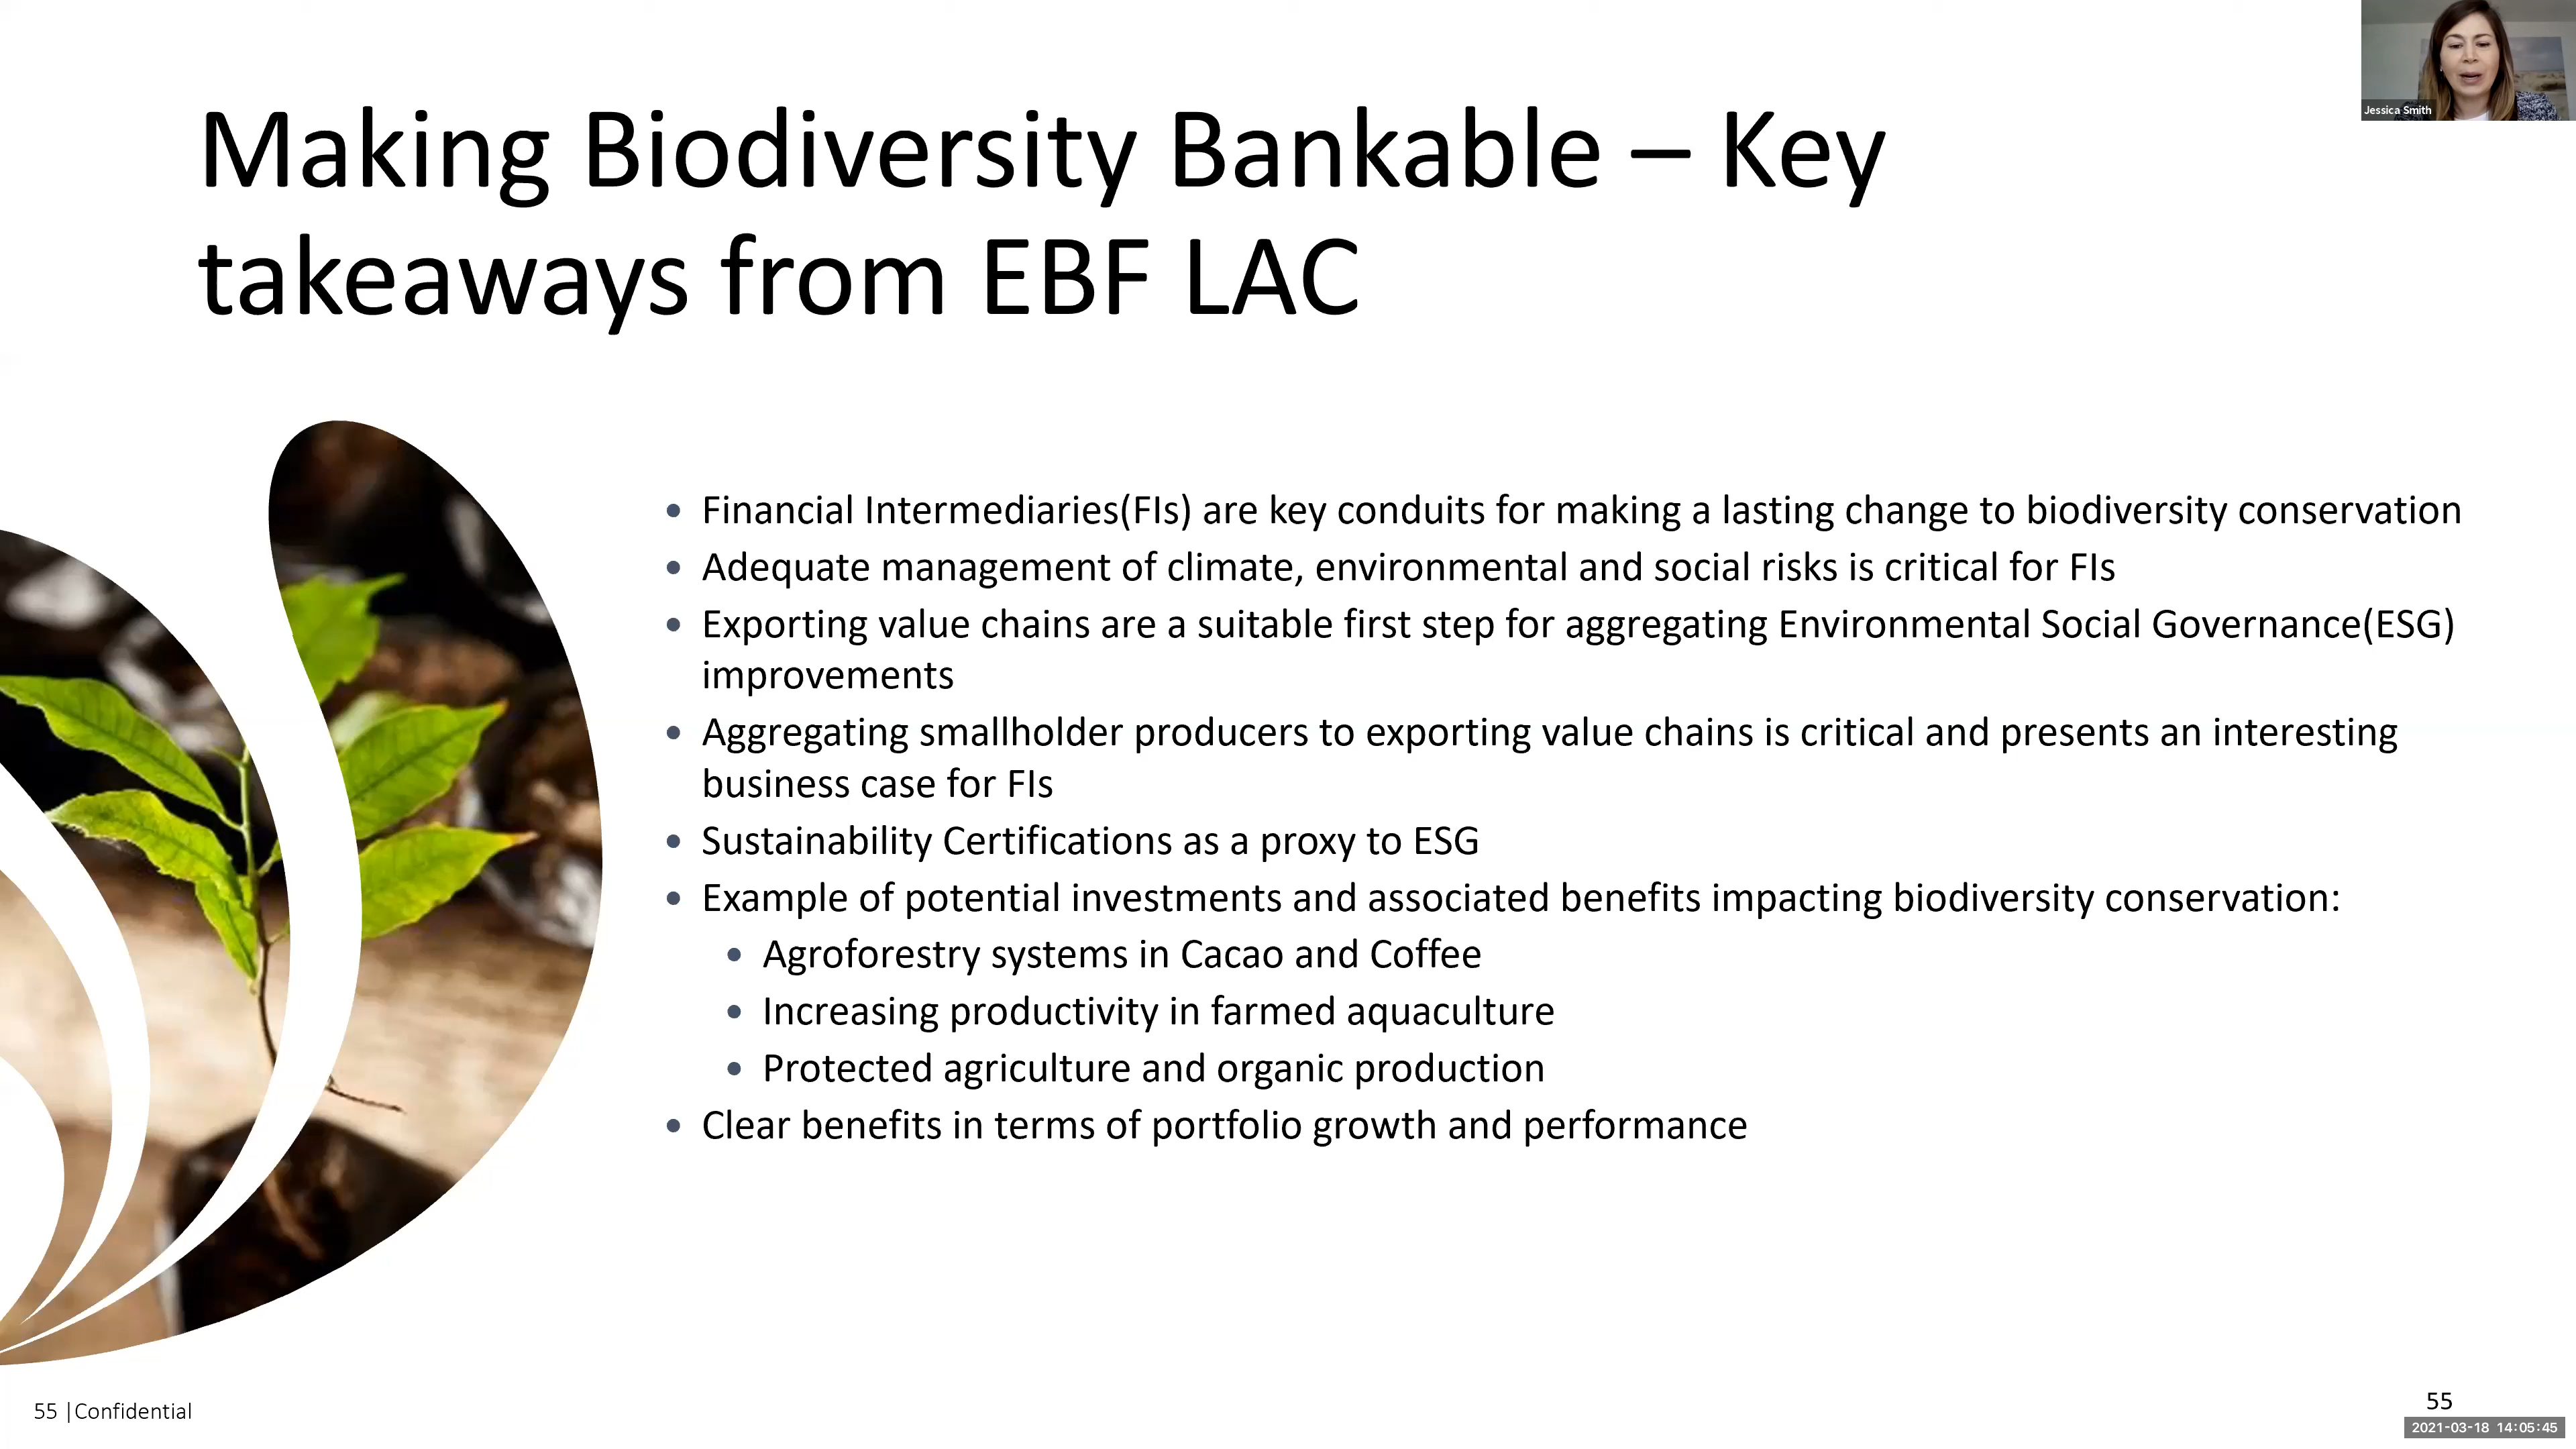 Jessica Smith
Making Biodiversity Bankable – Key
takeaways from EBF LAC
• Financial Intermediaries(FIs) are key conduits for making a lasting change to biodiversity conservation
• Adequate management of climate, environmental and social risks is critical for FIs
• Exporting value chains are a suitable first step for aggregating Environmental Social Governance(ESG)
improvements
• Aggregating smallholder producers to exporting value chains is critical and presents an interesting
business case for FIs
• Sustainability Certifications as a proxy to ESG
• Example of potential investments and associated benefits impacting biodiversity conservation:
• Agroforestry systems in Cacao and Coffee
• Increasing productivity in farmed aquaculture
• Protected agriculture and organic production
• Clear benefits in terms of portfolio growth and performance
55 |Confidential
55
2021-03-18 14:05:45